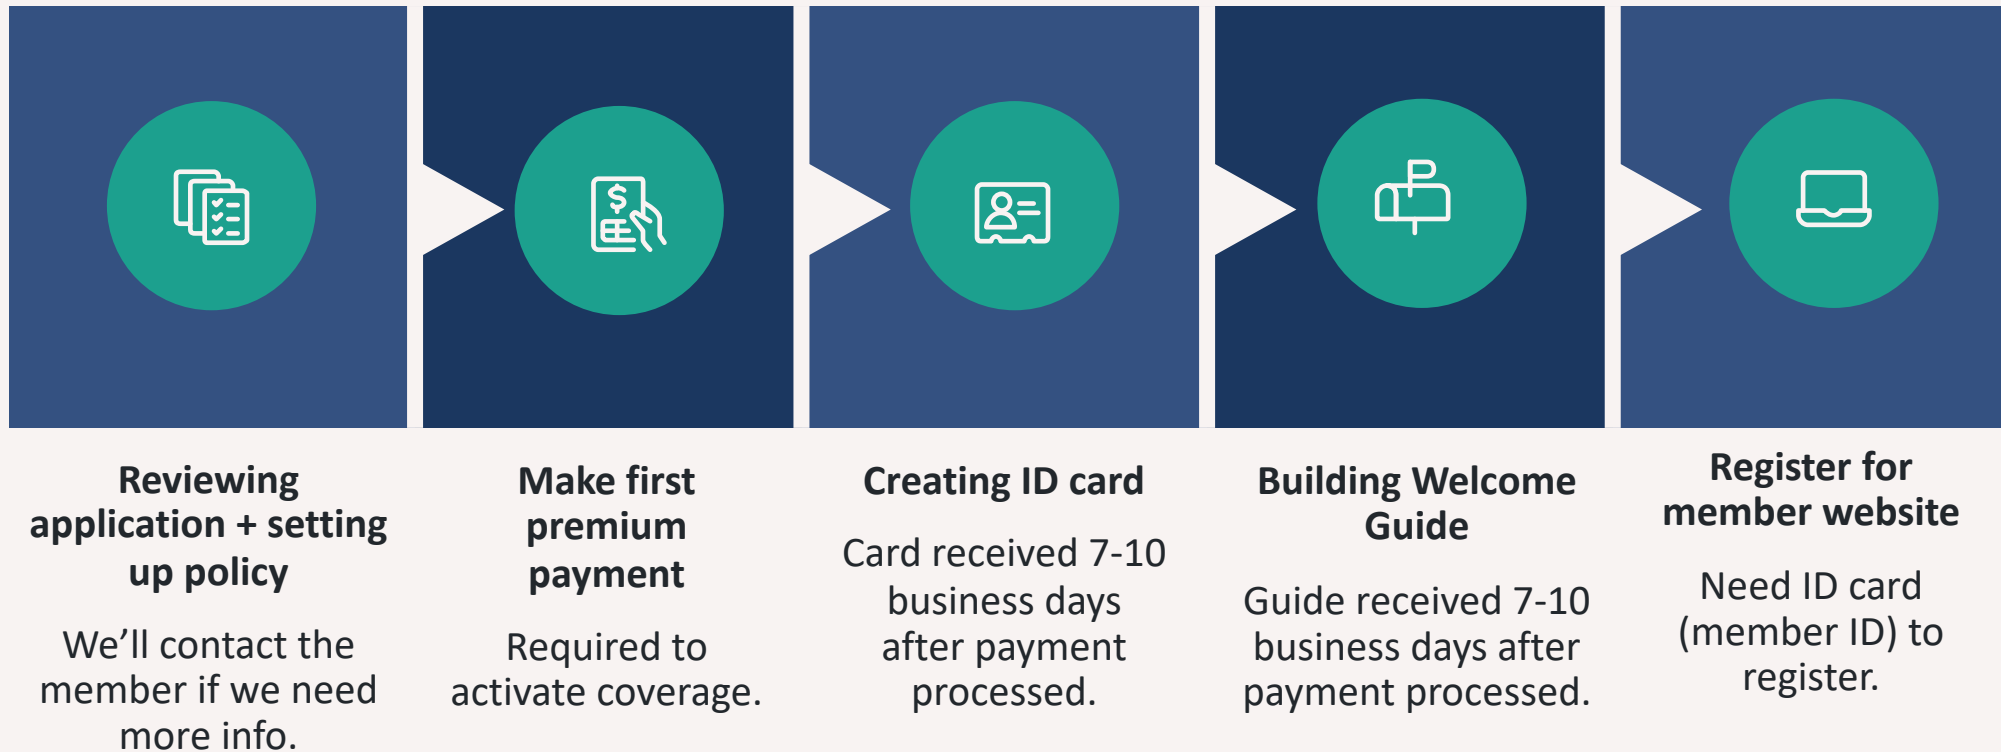 Reviewing
application + setting
up policy
We’ll contact the
member if we need
more info.
Make first
premium
payment
Required to
activate coverage.
Creating ID card
Card received 7-10
business days
after payment
processed.
Building Welcome
Guide
Guide received 7-10
business days after
payment processed.
Register for
member website
Need ID card
(member ID) to
register.